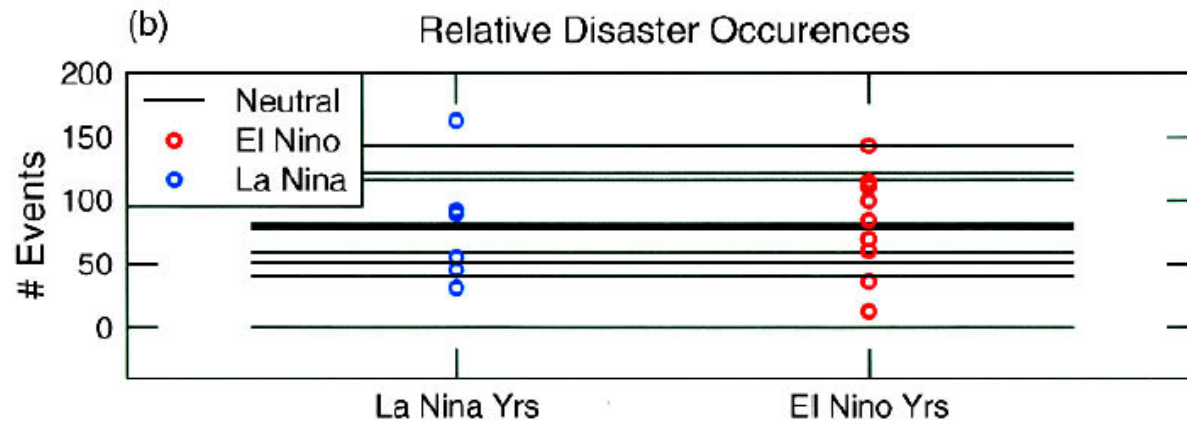 (b)
Relative Disaster Occurences
200
150
100
50
0
# Events
Neutral
El Nino
La Nina
La Nina Yrs
El Nino Yrs